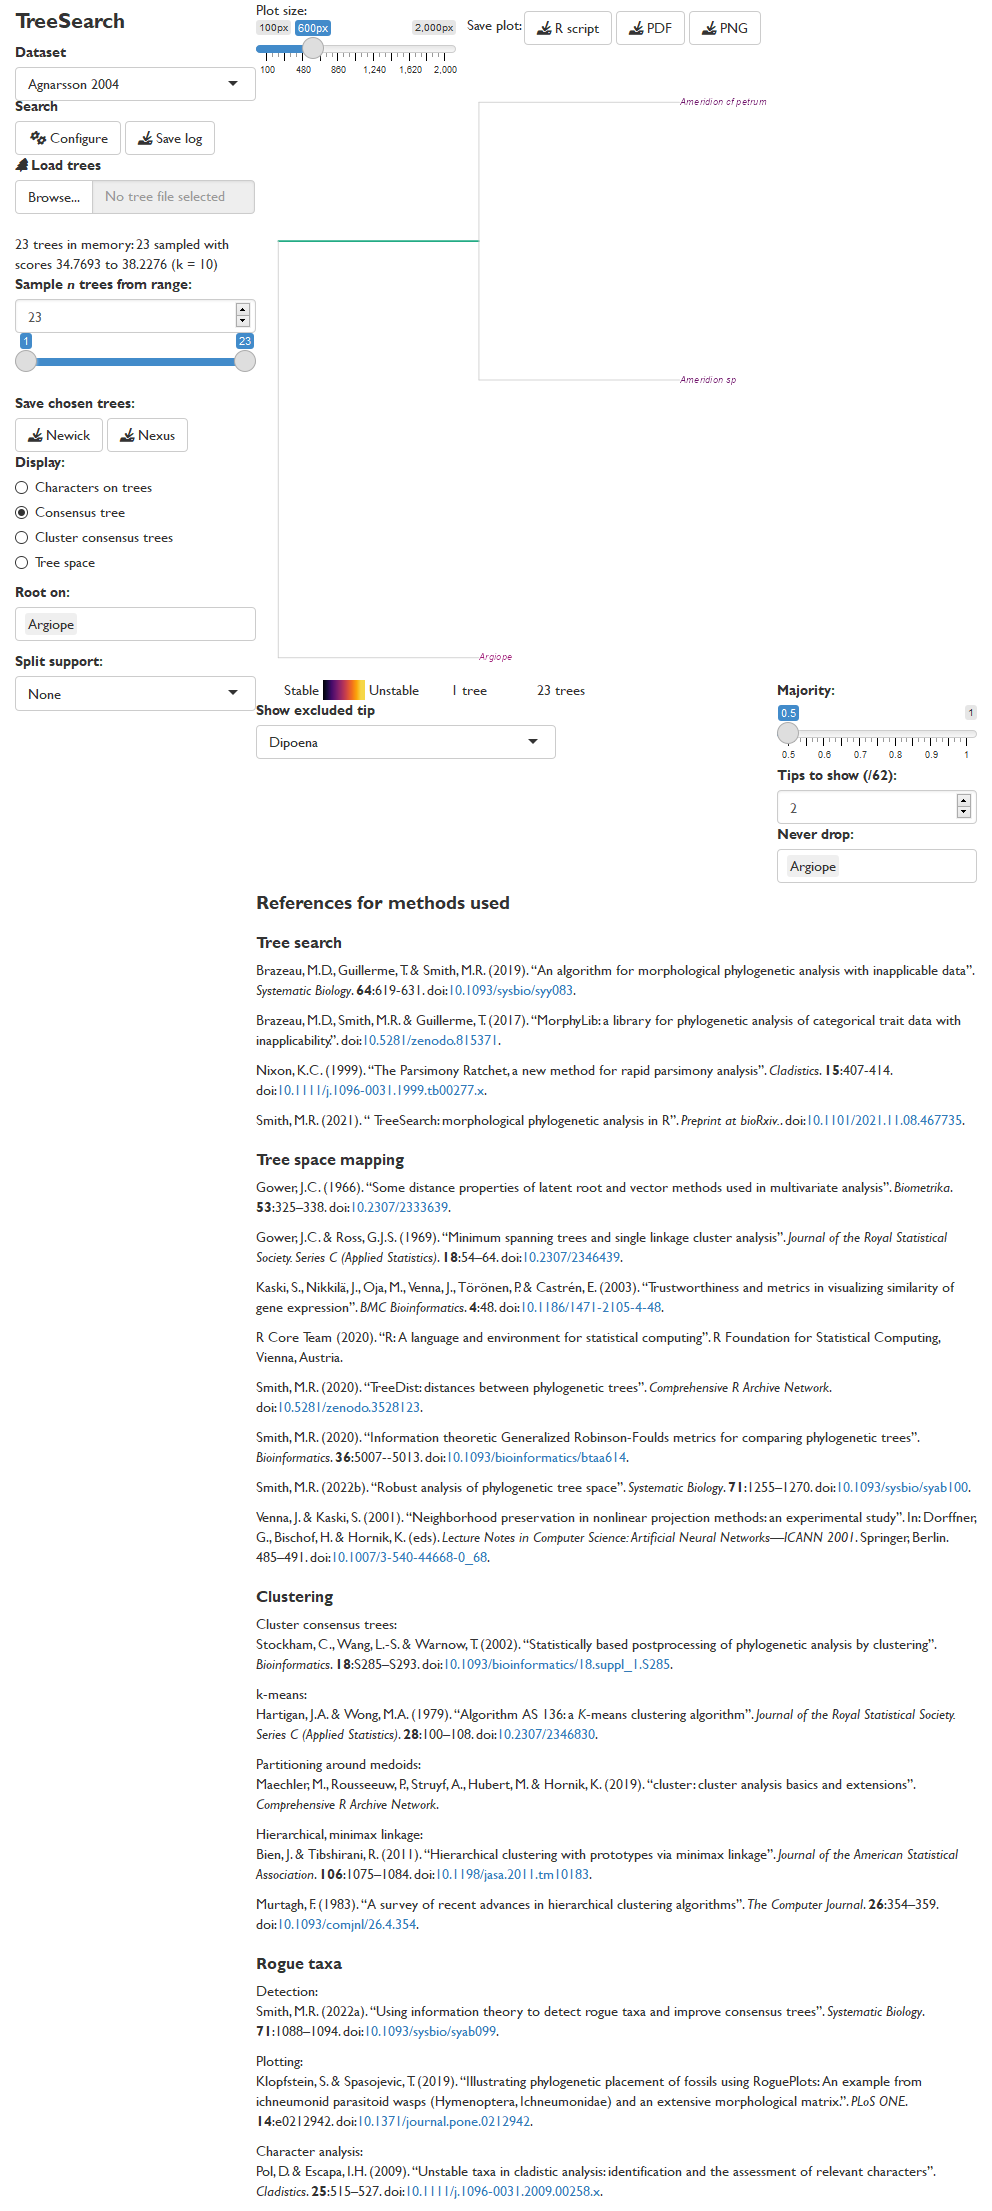 TreeSearch
Dataset
Agnarsson 2004
Search
Configure
Save log
Load trees
Browse...
No tree file selected
23 trees in memory: 23 sampled with
scores 34.7693 to 38.2276 (k = 10)
Sample n trees from range:
23
1
23
Save chosen trees:
Newick
Nexus
Display:
Characters on trees
Consensus tree
Cluster consensus trees
Tree space
Root on:
Argiope
Split support:
None
Plot size:
100px 600px 2,000px
100 480 860 1,240 1,620 2,000
Save plot:
R script
PDF
PNG
Ameridion cf petrum
Ameridion sp
Argiope
Stable Unstable 1 tree 23 trees
Show excluded tip
Dipoena
Majority:
0.5 1
0.5 0.6 0.7 0.8 0.9 1
Tips to show (/62):
2
Never drop:
Argiope
References for methods used
Tree search
Brazeau, M.D., Guillerme, T. & Smith, M.R. (2019). “An algorithm for morphological phylogenetic analysis with inapplicable data”.
Systematic Biology. 64:619-631. doi:10.1093/sysbio/syy083.
Brazeau, M.D., Smith, M.R. & Guillerme, T. (2017). “MorphyLib: a library for phylogenetic analysis of categorical trait data with
inapplicability.”. doi:10.5281/zenodo.815371.
Nixon, K.C. (1999). “The Parsimony Ratchet, a new method for rapid parsimony analysis”. Cladistics. 15:407-414.
doi:10.1111/j.1096-0031.1999.tb00277.x.
Smith, M.R. (2021). “ TreeSearch: morphological phylogenetic analysis in R”. Preprint at bioRxiv.. doi:10.1101/2021.11.08.467735.
Tree space mapping
Gower, J.C. (1966). “Some distance properties of latent root and vector methods used in multivariate analysis”. Biometrika.
53:325–338. doi:10.2307/2333639.
Gower, J.C. & Ross, G.J.S. (1969). “Minimum spanning trees and single linkage cluster analysis”. Journal of the Royal Statistical
Society. Series C (Applied Statistics). 18:54–64. doi:10.2307/2346439.
Kaski, S., Nikkilä, J., Oja, M., Venna, J., Törönen, P. & Castrén, E. (2003). “Trustworthiness and metrics in visualizing similarity of
gene expression”. BMC Bioinformatics. 4:48. doi:10.1186/1471-2105-4-48.
R Core Team (2020). “R: A language and environment for statistical computing”. R Foundation for Statistical Computing,
Vienna, Austria.
Smith, M.R. (2020). “TreeDist: distances between phylogenetic trees”. Comprehensive R Archive Network.
doi:10.5281/zenodo.3528123.
Smith, M.R. (2020). “Information theoretic Generalized Robinson-Foulds metrics for comparing phylogenetic trees”.
Bioinformatics. 36:5007--5013. doi:10.1093/bioinformatics/btaa614.
Smith, M.R. (2022b). “Robust analysis of phylogenetic tree space”. Systematic Biology. 71:1255–1270. doi:10.1093/sysbio/syab100.
Venna, J. & Kaski, S. (2001). “Neighborhood preservation in nonlinear projection methods: an experimental study”. In: Dorffner,
G., Bischof, H. & Hornik, K. (eds). Lecture Notes in Computer Science: Artificial Neural Networks—ICANN 2001. Springer, Berlin.
485–491. doi:10.1007/3-540-44668-0_68.
Clustering
Cluster consensus trees:
Stockham, C., Wang, L.-S. & Warnow, T. (2002). “Statistically based postprocessing of phylogenetic analysis by clustering”.
Bioinformatics. 18:S285–S293. doi:10.1093/bioinformatics/18.suppl_1.S285.
k-means:
Hartigan, J.A. & Wong, M.A. (1979). “Algorithm AS 136: a K-means clustering algorithm”. Journal of the Royal Statistical Society.
Series C (Applied Statistics). 28:100–108. doi:10.2307/2346830.
Partitioning around medoids:
Maechler, M., Rousseeuw, P., Struyf, A., Hubert, M. & Hornik, K. (2019). “cluster: cluster analysis basics and extensions”.
Comprehensive R Archive Network.
Hierarchical, minimax linkage:
Bien, J. & Tibshirani, R. (2011). “Hierarchical clustering with prototypes via minimax linkage”. Journal of the American Statistical
Association. 106:1075–1084. doi:10.1198/jasa.2011.tm10183.
Murtagh, F. (1983). “A survey of recent advances in hierarchical clustering algorithms”. The Computer Journal. 26:354–359.
doi:10.1093/comjnl/26.4.354.
Rogue taxa
Detection:
Smith, M.R. (2022a). “Using information theory to detect rogue taxa and improve consensus trees”. Systematic Biology.
71:1088–1094. doi:10.1093/sysbio/syab099.
Plotting:
Klopfstein, S. & Spasojevic, T. (2019). “Illustrating phylogenetic placement of fossils using RoguePlots: An example from
ichneumonid parasitoid wasps (Hymenoptera, Ichneumonidae) and an extensive morphological matrix.”. PLoS ONE.
14:e0212942. doi:10.1371/journal.pone.0212942.
Character analysis:
Pol, D. & Escapa, I.H. (2009). “Unstable taxa in cladistic analysis: identification and the assessment of relevant characters”.
Cladistics. 25:515–527. doi:10.1111/j.1096-0031.2009.00258.x.